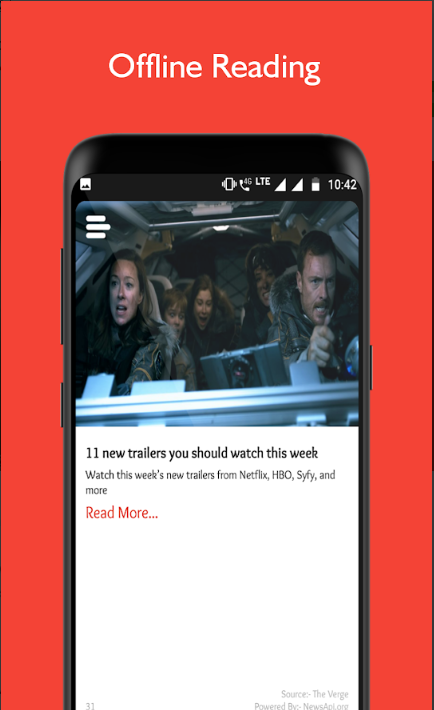 Offline Reading
4G LTE 10:42
11 new trailers you should watch this week
Watch this week's new trailers from Netflix, HBO, Syfy, and
more
Read More...
Source:- The Verge
31 Powered By:- NewsApi.org